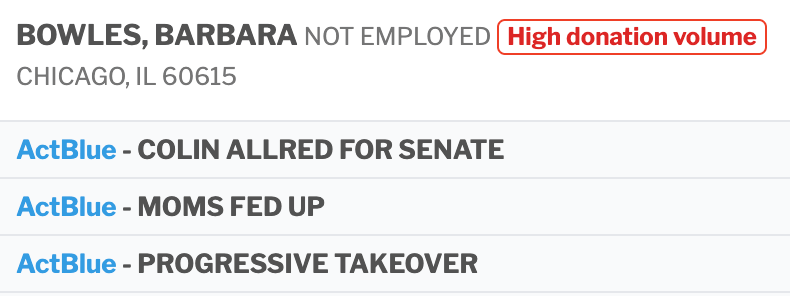 BOWLES, BARBARA NOT EMPLOYED High donation volume
CHICAGO, IL 60615
ActBlue - COLIN ALLRED FOR SENATE
ActBlue - MOMS FED UP
ActBlue - PROGRESSIVE TAKEOVER